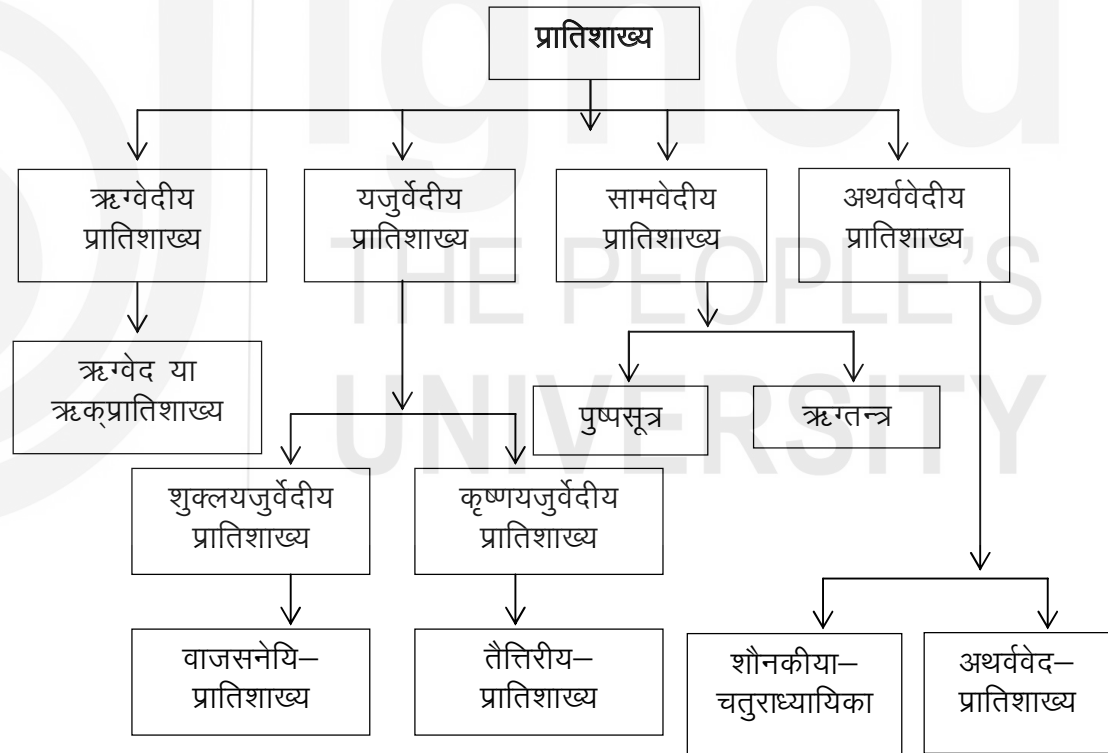 ignou
प्रातिशाख्य
ऋग्वेदीय
प्रातिशाख्य
यजुर्वेदीय
प्रातिशाख्य
सामवेदीय
प्रातिशाख्य
अथर्ववेदीय
प्रातिशाख्य
THE PEOPLE'S
UNIVERSITY
ऋग्वेद या
ऋक्प्रातिशाख्य
पुष्पसूत्र
ऋग्तन्त्र
शुक्लयजुर्वेदीय
प्रातिशाख्य
कृष्णयजुर्वेदीय
प्रातिशाख्य
वाजसनेयि–
प्रातिशाख्य
तैत्तिरीय–
प्रातिशाख्य
शौनकीया–
चतुराध्यायिका
अथर्ववेद–
प्रातिशाख्य